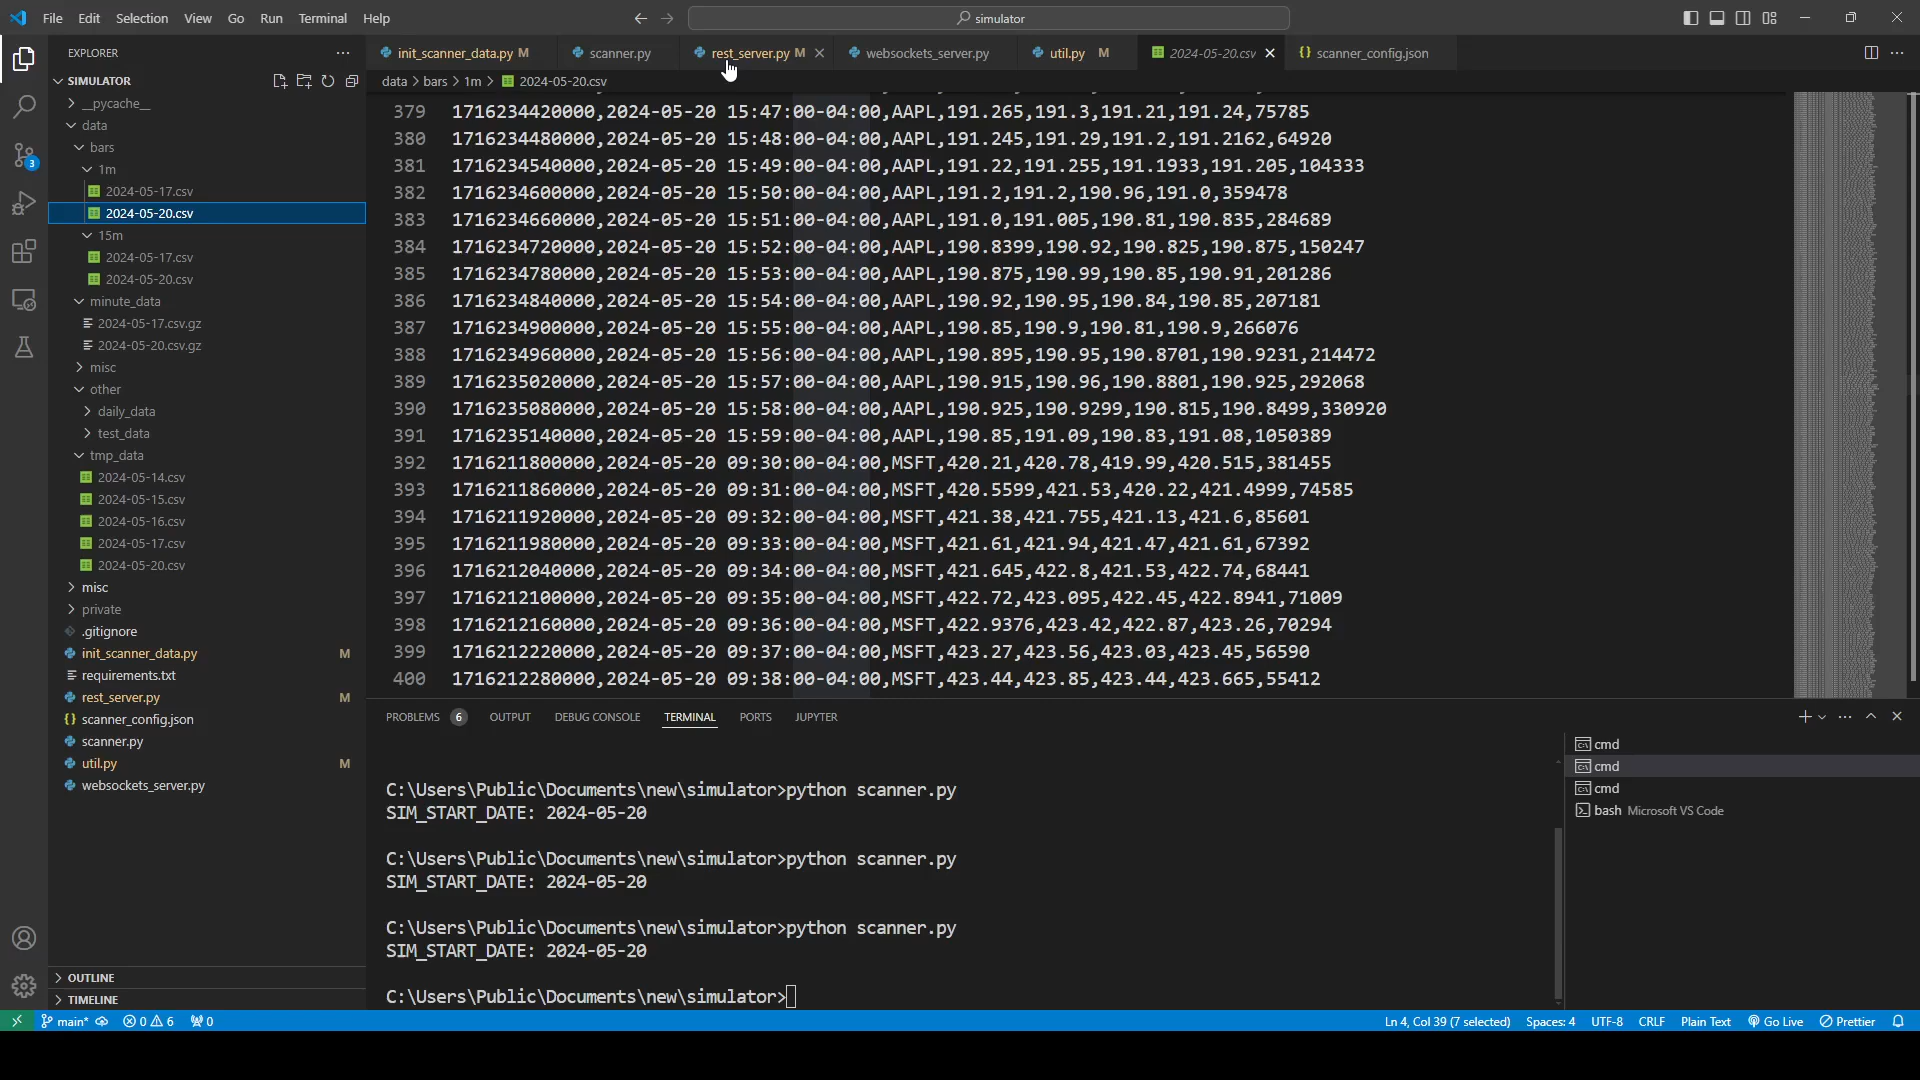 File Edit Selection View Go Run Terminal Help
simulator
EXPLORER
init_scanner_data.py M
scanner.py
rest_server.py M
websockets_server.py
util.py M
2024-05-20.csv
scanner_config.json
SIMULATOR
data > bars > 1m > 2024-05-20.csv
__pycache__
data
bars
1m
2024-05-17.csv
2024-05-20.csv
15m
2024-05-17.csv
2024-05-20.csv
minute_data
2024-05-17.csv.gz
2024-05-20.csv.gz
misc
other
daily_data
test_data
tmp_data
2024-05-14.csv
2024-05-15.csv
2024-05-16.csv
2024-05-17.csv
2024-05-20.csv
misc
private
.gitignore
init_scanner_data.py M
requirements.txt
rest_server.py M
scanner_config.json
scanner.py
util.py M
websockets_server.py
OUTLINE
TIMELINE
3
379 1716234420000,2024-05-20 15:47:00-04:00,AAPL,191.265,191.3,191.21,191.24,75785
380 1716234480000,2024-05-20 15:48:00-04:00,AAPL,191.245,191.29,191.2,191.2162,64920
381 1716234540000,2024-05-20 15:49:00-04:00,AAPL,191.22,191.255,191.1933,191.205,104333
382 1716234600000,2024-05-20 15:50:00-04:00,AAPL,191.2,191.2,190.96,191.0,359478
383 1716234660000,2024-05-20 15:51:00-04:00,AAPL,191.0,191.005,190.81,190.835,284689
384 1716234720000,2024-05-20 15:52:00-04:00,AAPL,190.8399,190.92,190.825,190.875,150247
385 1716234780000,2024-05-20 15:53:00-04:00,AAPL,190.875,190.99,190.85,190.91,201286
386 1716234840000,2024-05-20 15:54:00-04:00,AAPL,190.92,190.95,190.84,190.85,207181
387 1716234900000,2024-05-20 15:55:00-04:00,AAPL,190.85,190.9,190.81,190.9,266076
388 1716234960000,2024-05-20 15:56:00-04:00,AAPL,190.895,190.95,190.8701,190.9231,214472
389 1716235020000,2024-05-20 15:57:00-04:00,AAPL,190.915,190.96,190.8801,190.925,292068
390 1716235080000,2024-05-20 15:58:00-04:00,AAPL,190.925,190.9299,190.815,190.8499,330920
391 1716235140000,2024-05-20 15:59:00-04:00,AAPL,190.85,191.09,190.83,191.08,1050389
392 1716211800000,2024-05-20 09:30:00-04:00,MSFT,420.21,420.78,419.99,420.515,381455
393 1716211860000,2024-05-20 09:31:00-04:00,MSFT,420.5599,421.53,420.22,421.4999,74585
394 1716211920000,2024-05-20 09:32:00-04:00,MSFT,421.38,421.755,421.13,421.6,85601
395 1716211980000,2024-05-20 09:33:00-04:00,MSFT,421.61,421.94,421.47,421.61,67392
396 1716212040000,2024-05-20 09:34:00-04:00,MSFT,421.645,422.8,421.53,422.74,68441
397 1716212100000,2024-05-20 09:35:00-04:00,MSFT,422.72,423.095,422.45,422.8941,71009
398 1716212160000,2024-05-20 09:36:00-04:00,MSFT,422.9376,423.42,422.87,423.26,70294
399 1716212220000,2024-05-20 09:37:00-04:00,MSFT,423.27,423.56,423.03,423.45,56590
400 1716212280000,2024-05-20 09:38:00-04:00,MSFT,423.44,423.85,423.44,423.665,55412
PROBLEMS 6 OUTPUT DEBUG CONSOLE TERMINAL PORTS JUPYTER
C:\Users\Public\Documents\new\simulator>python scanner.py
SIM_START_DATE: 2024-05-20
C:\Users\Public\Documents\new\simulator>python scanner.py
SIM_START_DATE: 2024-05-20
C:\Users\Public\Documents\new\simulator>python scanner.py
SIM_START_DATE: 2024-05-20
C:\Users\Public\Documents\new\simulator>
cmd
cmd
cmd
bash Microsoft VS Code
main* 0 6 0 Ln 4, Col 39 (7 selected) Spaces: 4 UTF-8 CRLF Plain Text Go Live Prettier